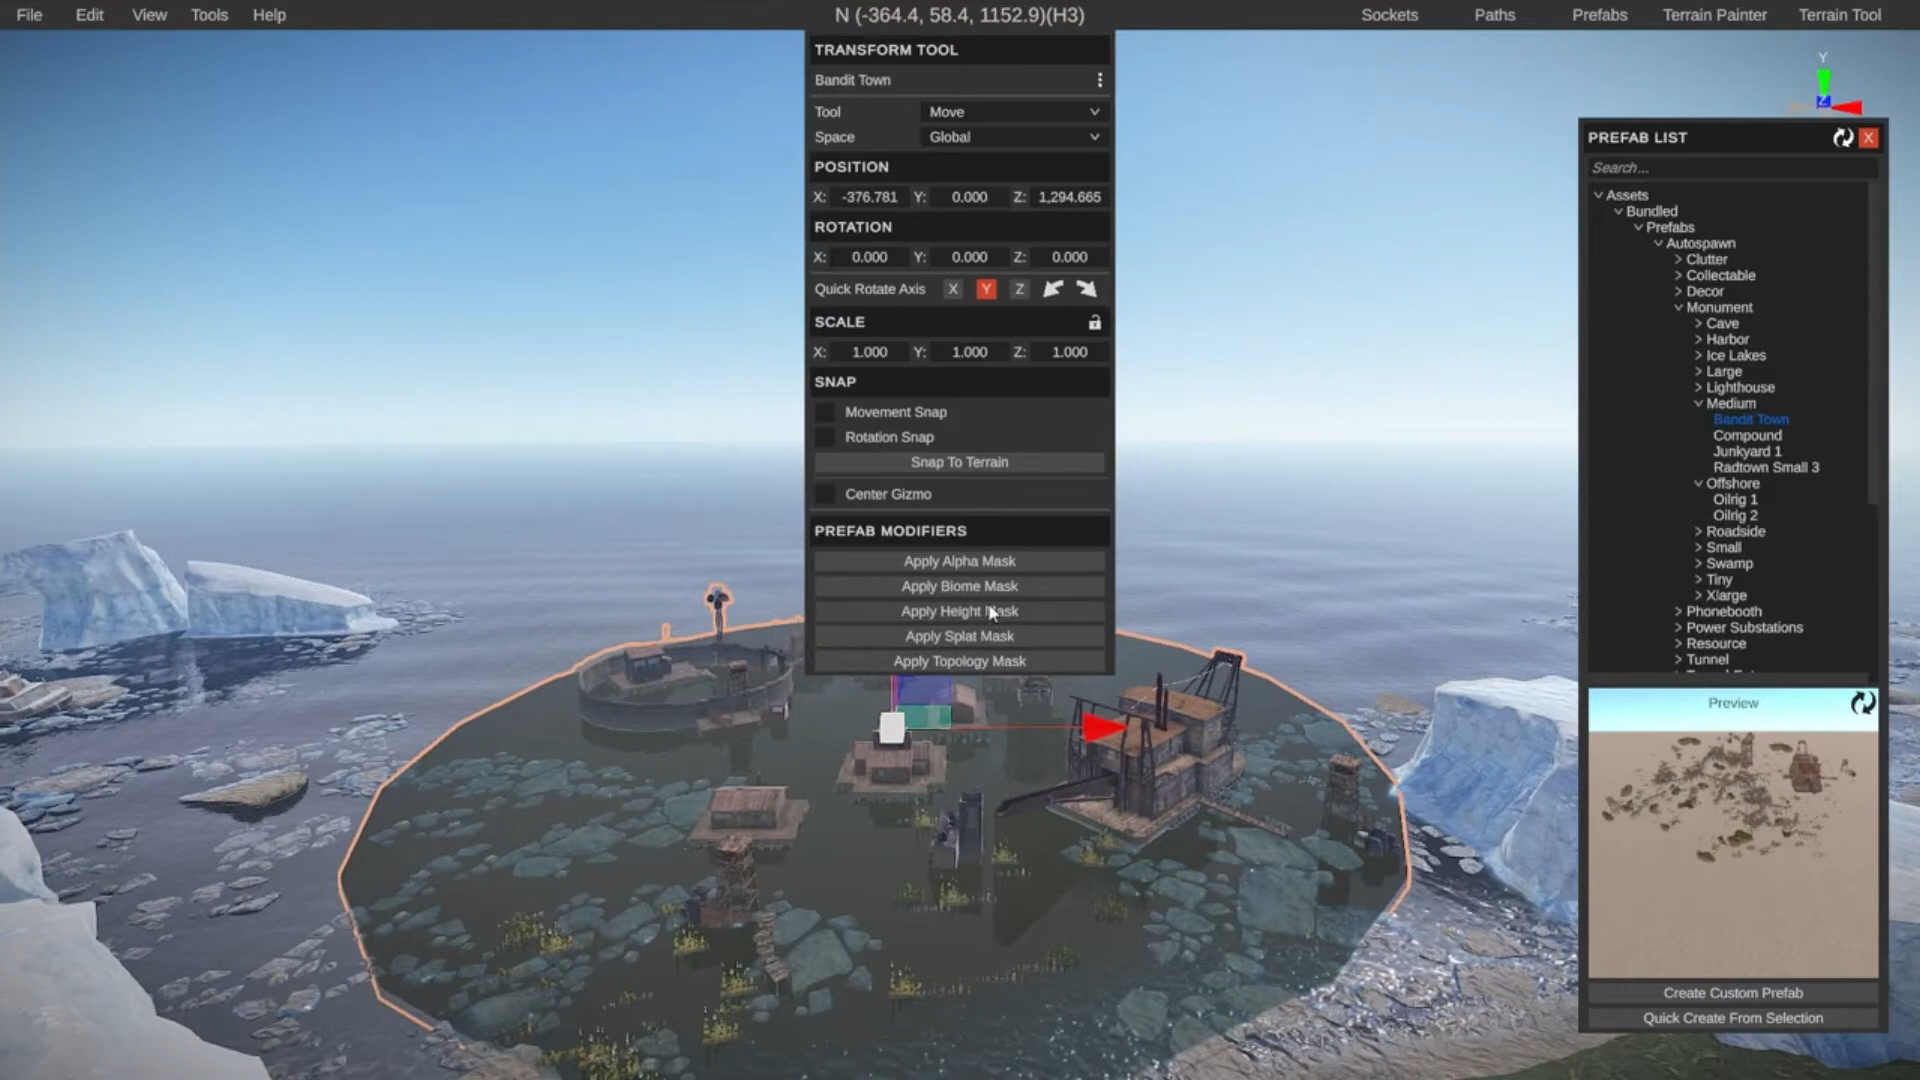 File Edit View Tools Help N (-364.4, 58.4, 1152.9)(H3) Sockets Paths Prefabs Terrain Painter Terrain Tool
TRANSFORM TOOL
Bandit Town
Tool Move
Space Global
POSITION
X: -376.781 Y: 0.000 Z: 1,294.665
ROTATION
X: 0.000 Y: 0.000 Z: 0.000
Quick Rotate Axis X Y Z
SCALE
X: 1.000 Y: 1.000 Z: 1.000
SNAP
Movement Snap
Rotation Snap
Snap To Terrain
Center Gizmo
PREFAB MODIFIERS
Apply Alpha Mask
Apply Biome Mask
Apply Height Mask
Apply Splat Mask
Apply Topology Mask
Y
Z
PREFAB LIST X
Search...
Assets
Bundled
Prefabs
Autospawn
Clutter
Collectable
Decor
Monument
Cave
Harbor
Ice Lakes
Large
Lighthouse
Medium
Bandit Town
Compound
Junkyard 1
Radtown Small 3
Offshore
Oilrig 1
Oilrig 2
Roadside
Small
Swamp
Tiny
Xlarge
Phonebooth
Power Substations
Resource
Tunnel
Preview
Create Custom Prefab
Quick Create From Selection